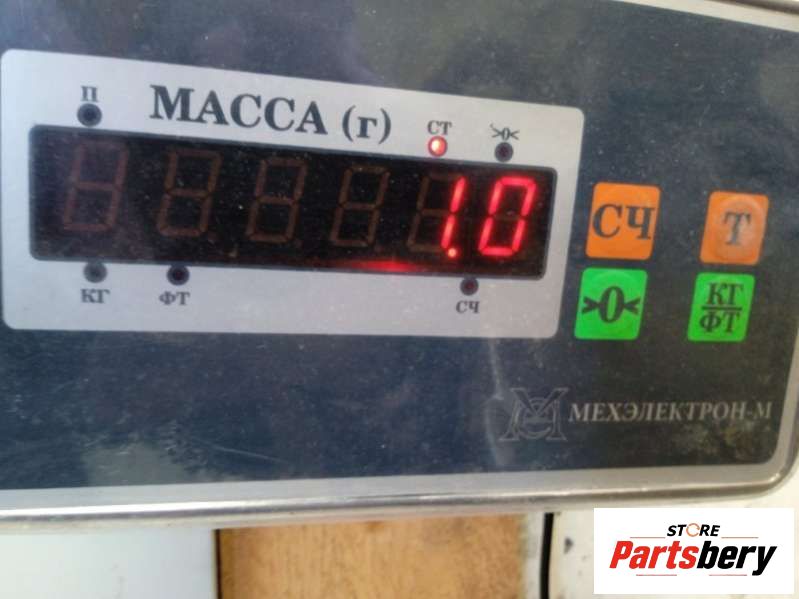 П
МАССА (г)
СТ
>0<
1.0
КГ
ФТ
СЧ
СЧ
Т
>0<
КГ
ФТ
МЕХЭЛЕКТРОН-М
STORE
Partsbery